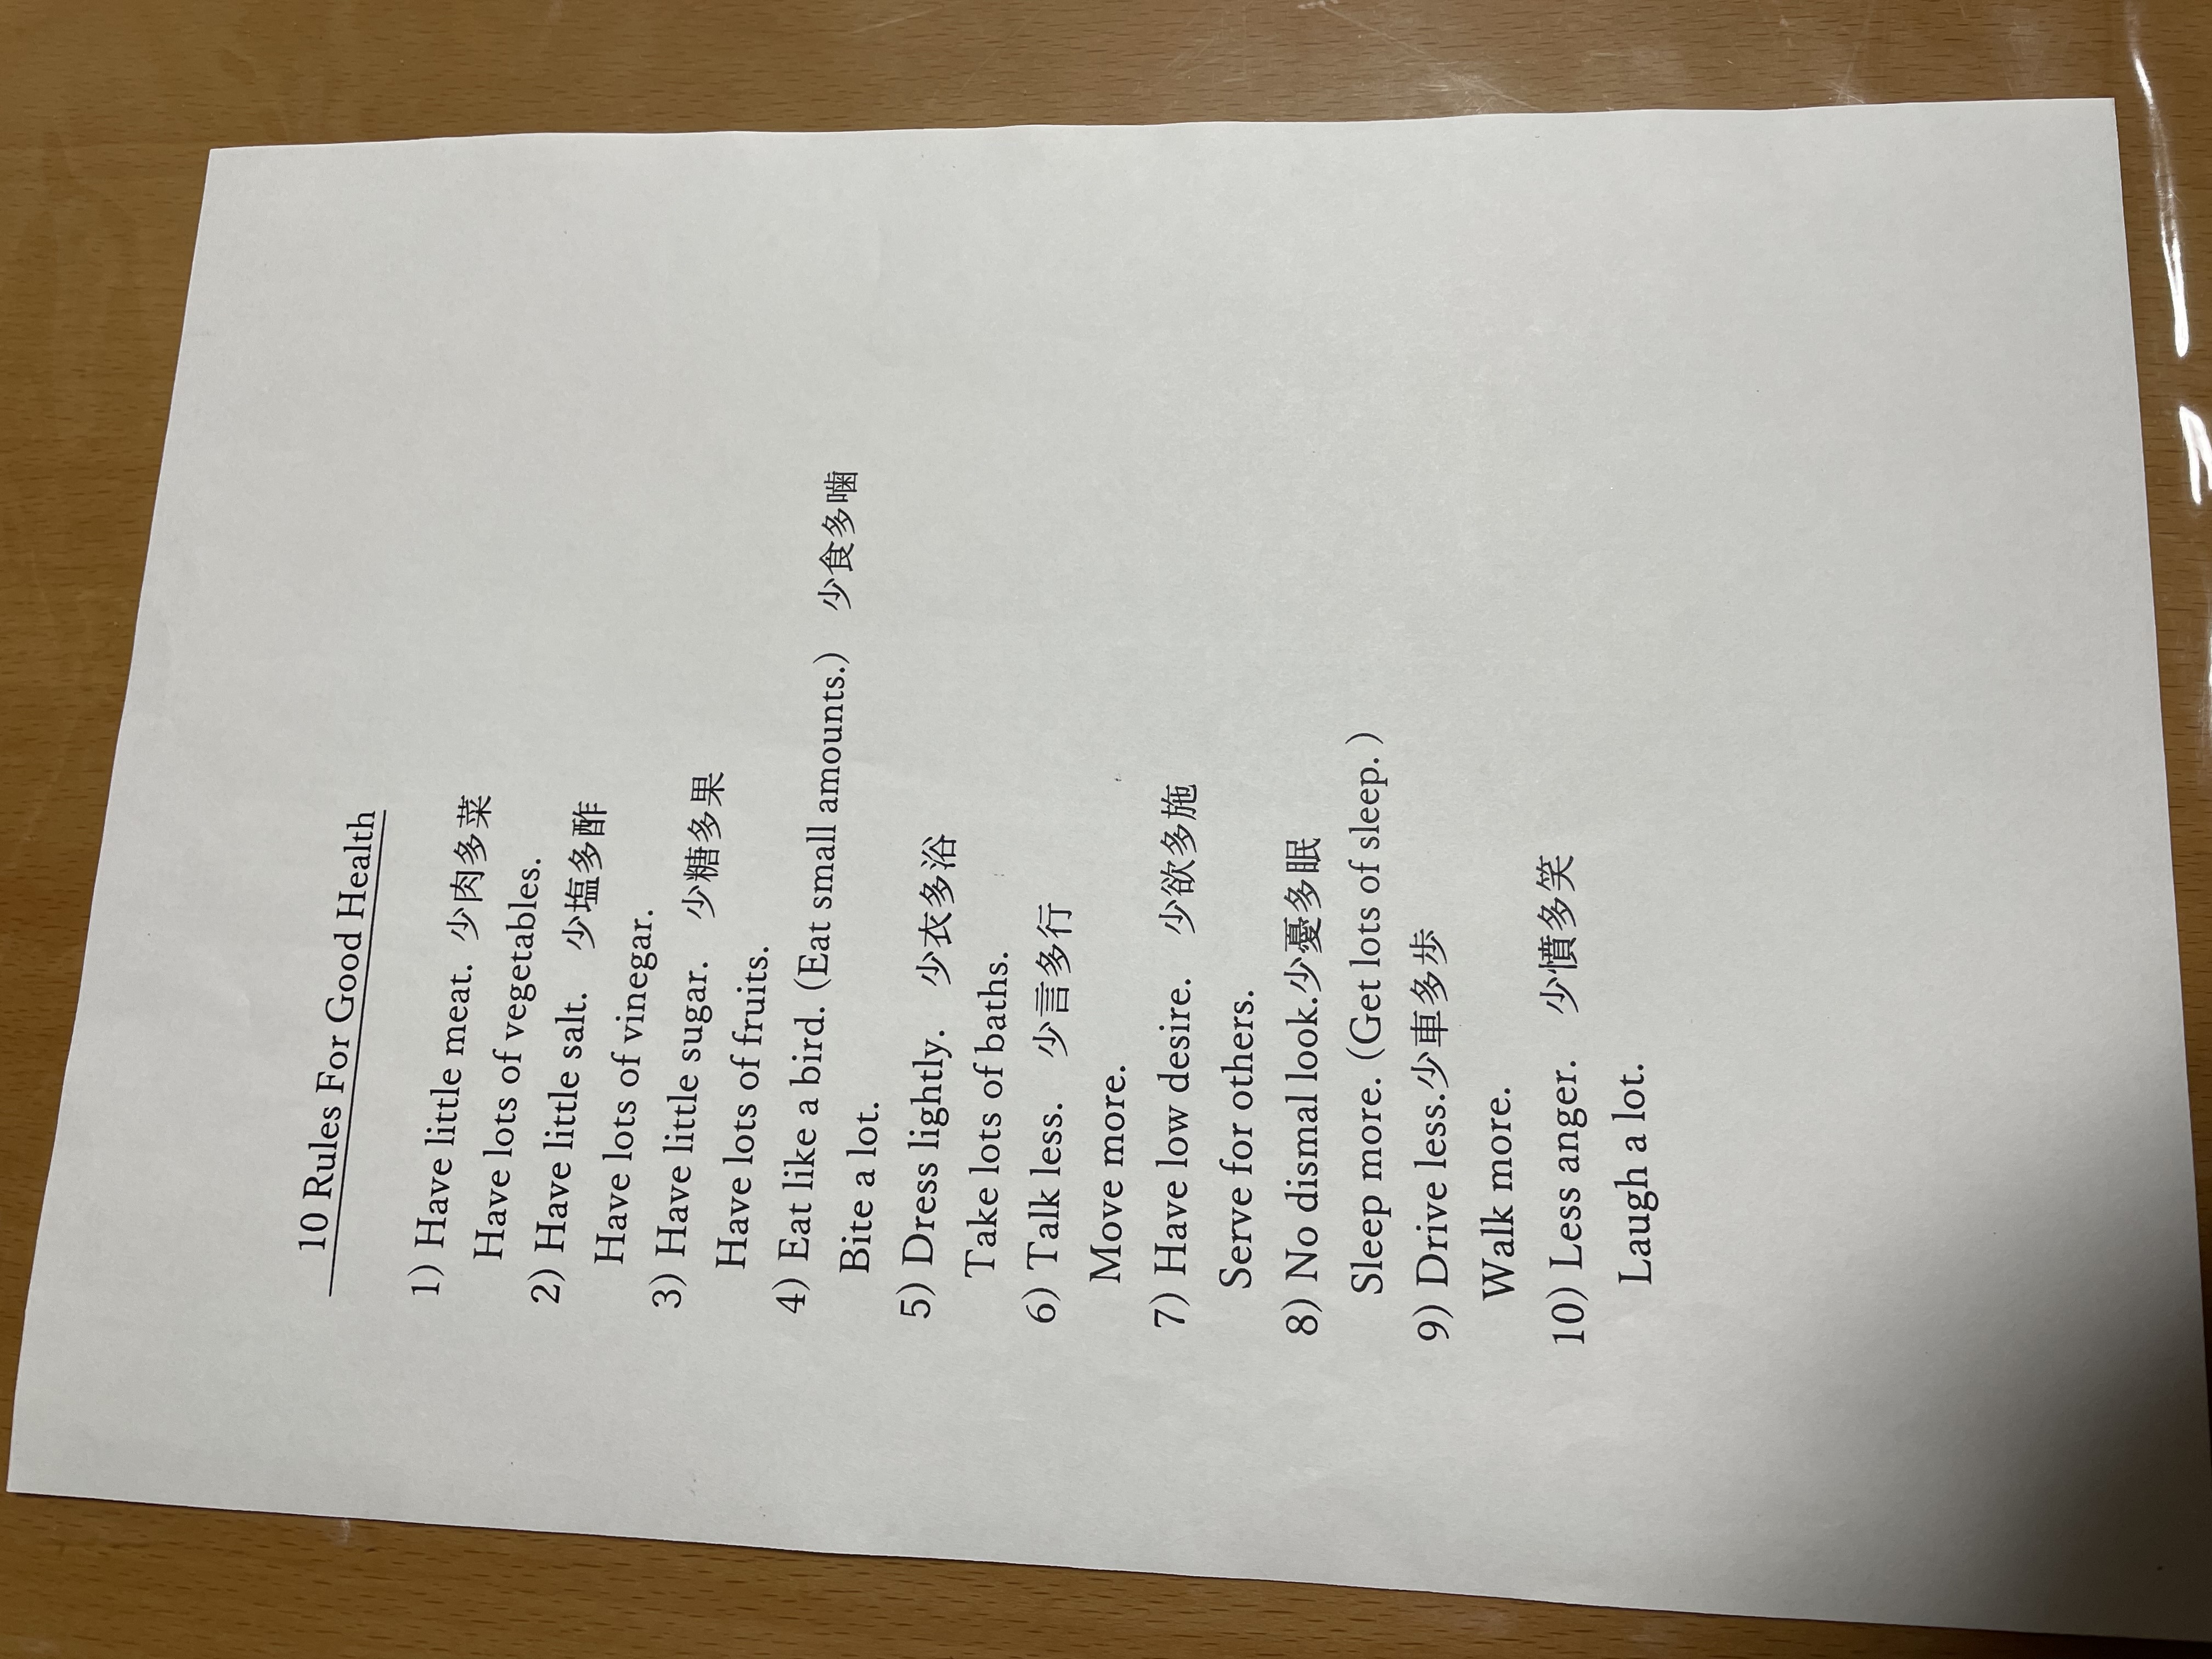 10 Rules For Good Health
1) Have little meat. 少肉多菜
Have lots of vegetables.
2) Have little salt. 少塩多酢
Have lots of vinegar.
3) Have little sugar. 少糖多果
Have lots of fruits.
4) Eat like a bird. (Eat small amounts.) 少食多噛
Bite a lot.
5) Dress lightly. 少衣多浴
Take lots of baths.
6) Talk less. 少言多行
Move more.
7) Have low desire. 少欲多施
Serve for others.
8) No dismal look.少憂多眠
Sleep more. (Get lots of sleep. )
9) Drive less.少車多歩
Walk more.
10) Less anger. 少憤多笑
Laugh a lot.